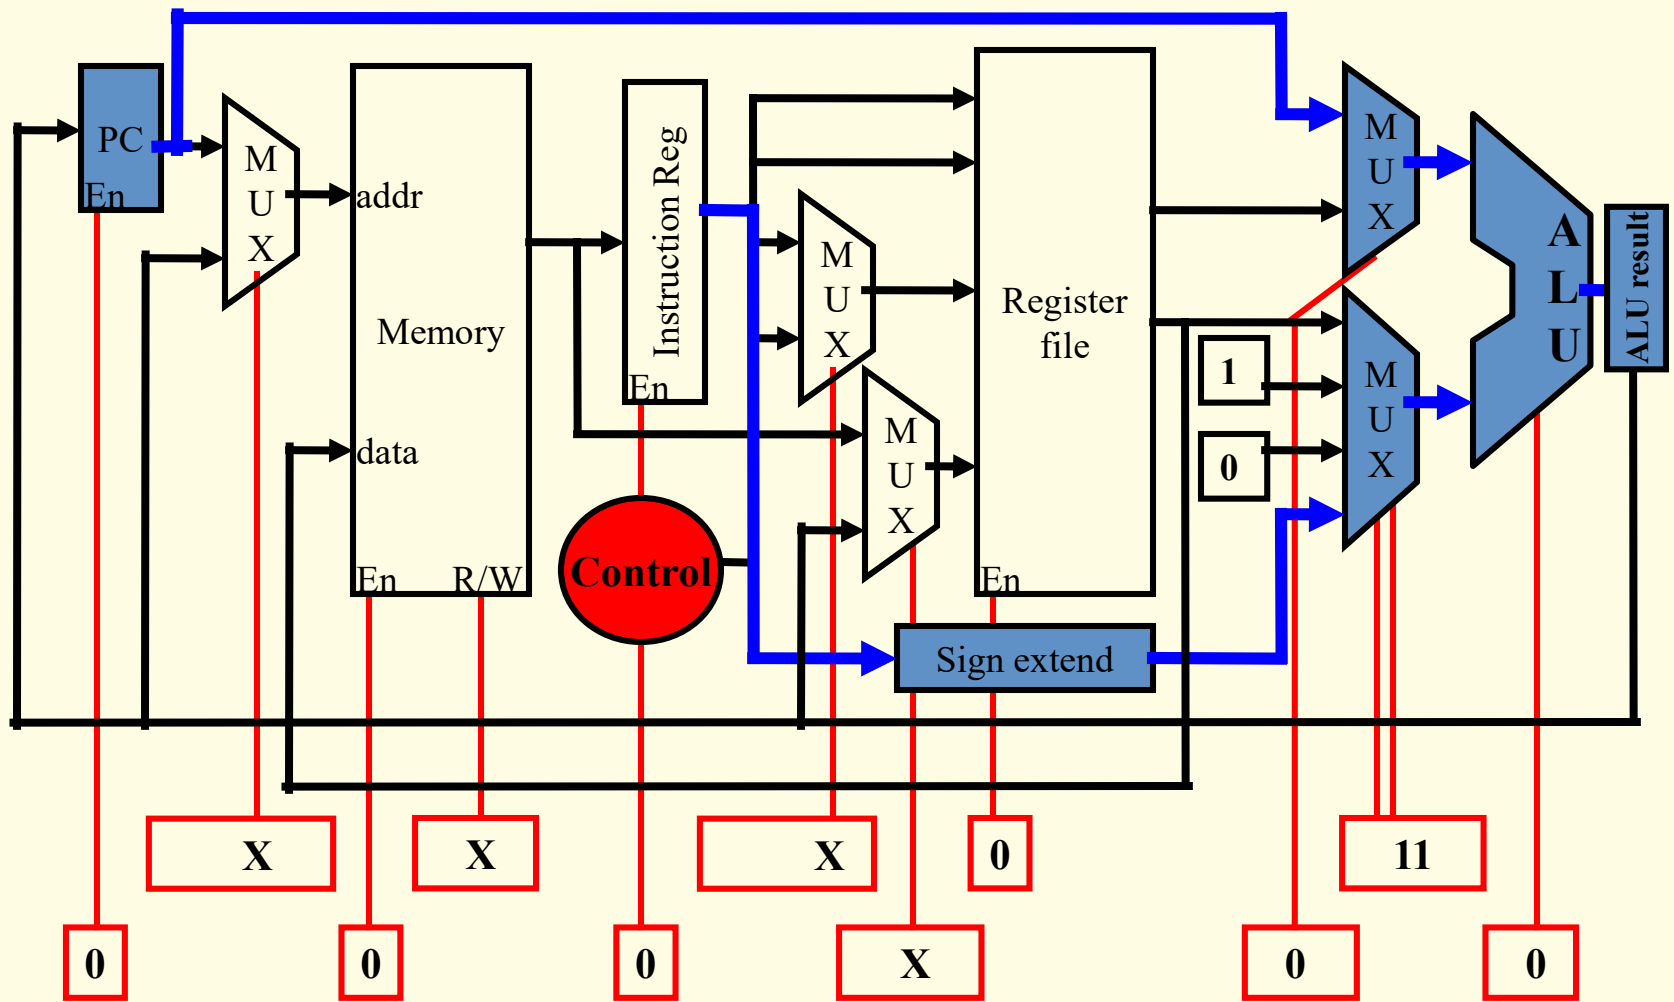 PC
En
M
U
X
addr
Memory
data
En
R/W
Instruction Reg
En
Control
M
U
X
M
U
X
Register
file
En
Sign extend
M
U
X
1
0
M
U
X
A
L
U
ALU result
X
X
X
0
11
0
0
0
X
0
0